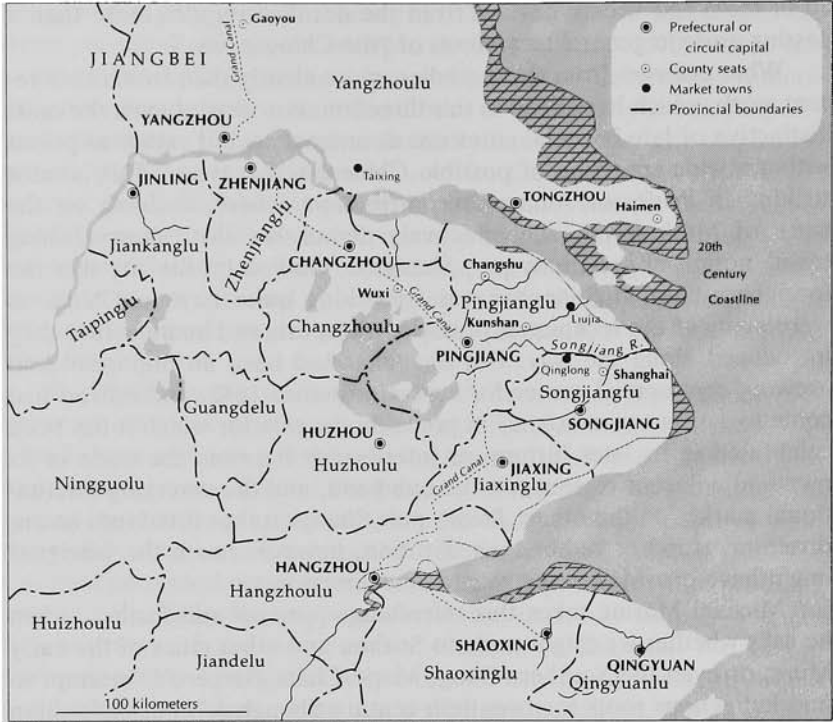 Gaoyou
Grand Canal
JIANGBEI
Yangzhoulu
Prefectural or
circuit capital
County seats
Market towns
Provincial boundaries
YANGZHOU
JINLING
ZHENJIANG
Taixing
TONGZHOU
Haimen
Jiankanglu
Zhenjianglu
CHANGZHOU
Changshu
20th
Century
Coastline
Taipinglu
Wuxi
Grand Canal
Pingjianglu
Changzhoulu
Kunshan
Liujia
PINGJIANG
Songjiang R.
Qinglong
Shanghai
Guangdelu
Songjiangfu
HUZHOU
SONGJIANG
Ningguolu
Huzhoulu
JIAXING
Grand Canal
Jiaxinglu
HANGZHOU
Hangzhoulu
Huizhoulu
Jiandelu
SHAOXING
Shaoxinglu
QINGYUAN
Qingyuanlu
100 kilometers